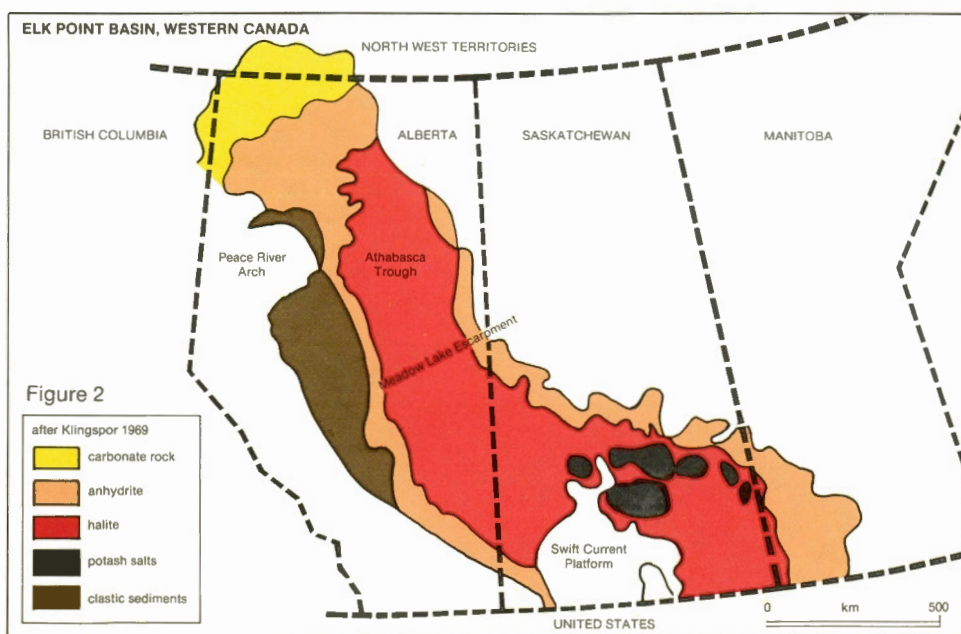 ELK POINT BASIN, WESTERN CANADA
NORTH WEST TERRITORIES
BRITISH COLUMBIA
ALBERTA
SASKATCHEWAN
MANITOBA
Peace River
Arch
Athabasca
Trough
Meadow Lake Escarpment
Figure 2
after Klingspor 1969
carbonate rock
anhydrite
halite
potash salts
clastic sediments
Swift Current
Platform
0 km 500
UNITED STATES